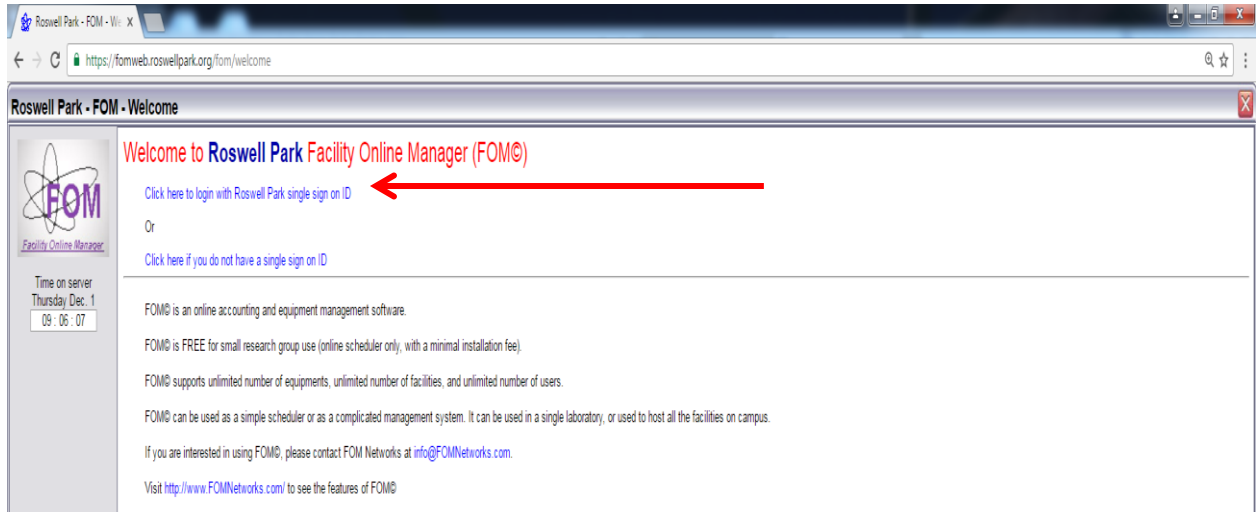 Roswell Park - FOM - We
https://fomweb.roswellpark.org/fom/welcome
Roswell Park - FOM - Welcome
FOM
Facility Online Manager
Time on server
Thursday Dec. 1
09 : 06 : 07
Welcome to Roswell Park Facility Online Manager (FOM©)
Click here to login with Roswell Park single sign on ID
Or
Click here if you do not have a single sign on ID
FOM© is an online accounting and equipment management software.
FOM© is FREE for small research group use (online scheduler only, with a minimal installation fee).
FOM© supports unlimited number of equipments, unlimited number of facilities, and unlimited number of users.
FOM© can be used as a simple scheduler or as a complicated management system. It can be used in a single laboratory, or used to host all the facilities on campus.
If you are interested in using FOM©, please contact FOM Networks at info@FOMNetworks.com.
Visit http://www.FOMNetworks.com/ to see the features of FOM©